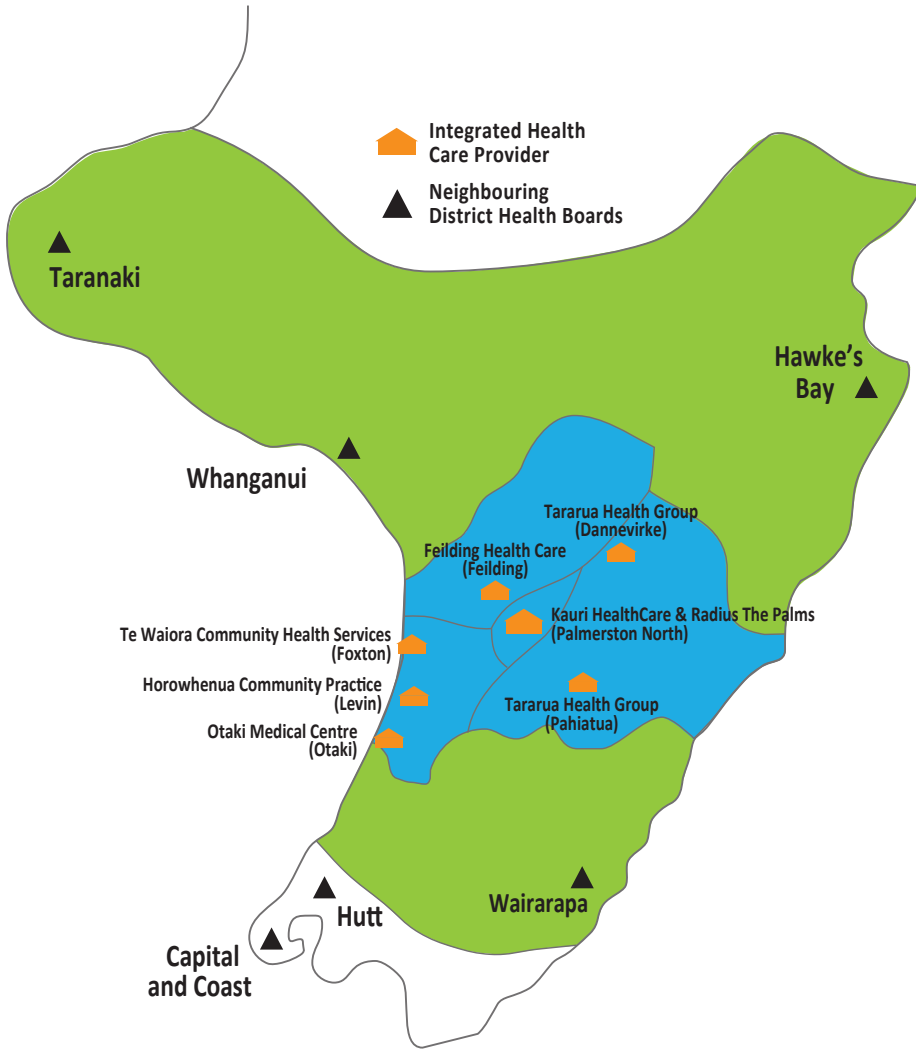 Integrated Health
Care Provider
Neighbouring
District Health Boards
Taranaki
Hawke’s
Bay
Whanganui
Tararua Health Group
(Dannevirke)
Feilding Health Care
(Feilding)
Kauri HealthCare & Radius The Palms
(Palmerston North)
Te Waiora Community Health Services
(Foxton)
Horowhenua Community Practice
(Levin)
Tararua Health Group
(Pahiatua)
Otaki Medical Centre
(Otaki)
Wairarapa
Hutt
Capital
and Coast